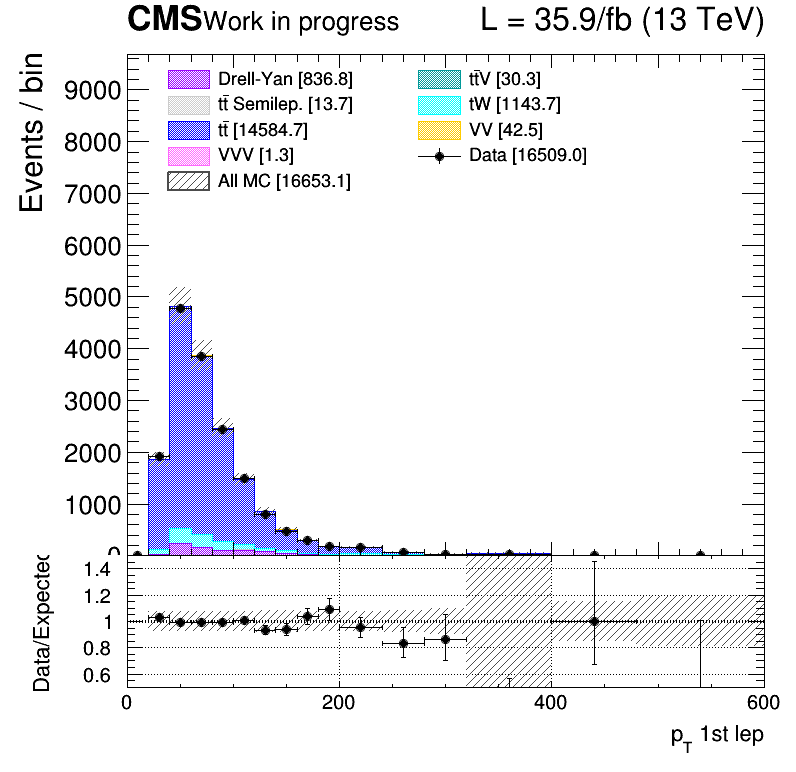 CMS Work in progress L = 35.9/fb (13 TeV)
Events / bin
9000
8000
7000
6000
5000
4000
3000
2000
1000
0
Drell-Yan [836.8]
tt̄ Semilep. [13.7]
tt̄ [14584.7]
VVV [1.3]
All MC [16653.1]
tt̄V [30.3]
tW [1143.7]
VV [42.5]
Data [16509.0]
Data/Expected
1.4
1.2
1
0.8
0.6
0 200 400 600
p_T 1st lep